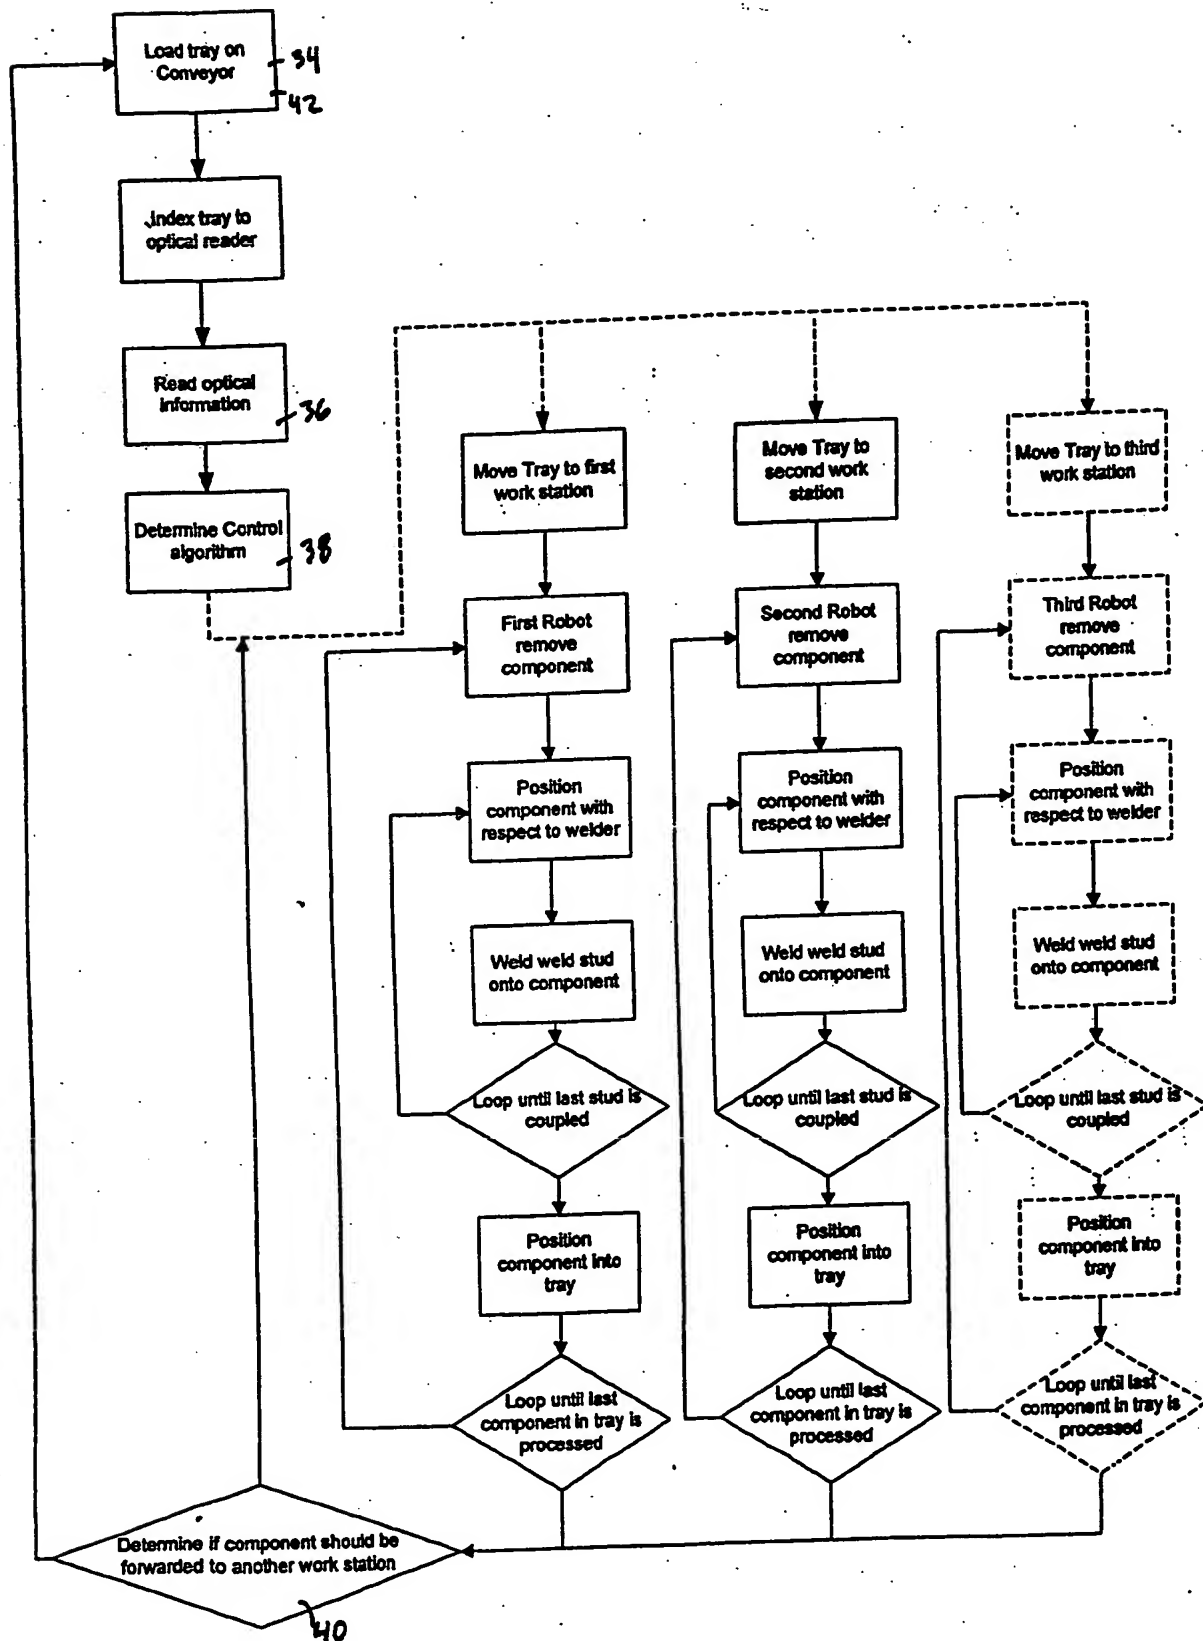 Load tray on
Conveyor
34
42
Index tray to
optical reader
Read optical
information
36
Determine Control
algorithm
38
Move Tray to first
work station
First Robot
remove
component
Position
component with
respect to welder
Weld weld stud
onto component
Loop until last stud is
coupled
Position
component into
tray
Loop until last
component in tray is
processed
Move Tray to
second work
station
Second Robot
remove
component
Position
component with
respect to welder
Weld weld stud
onto component
Loop until last stud is
coupled
Position
component into
tray
Loop until last
component in tray is
processed
Move Tray to third
work station
Third Robot
remove
component
Position
component with
respect to welder
Weld weld stud
onto component
Loop until last stud is
coupled
Position
component into
tray
Loop until last
component in tray is
processed
Determine if component should be
forwarded to another work station
40